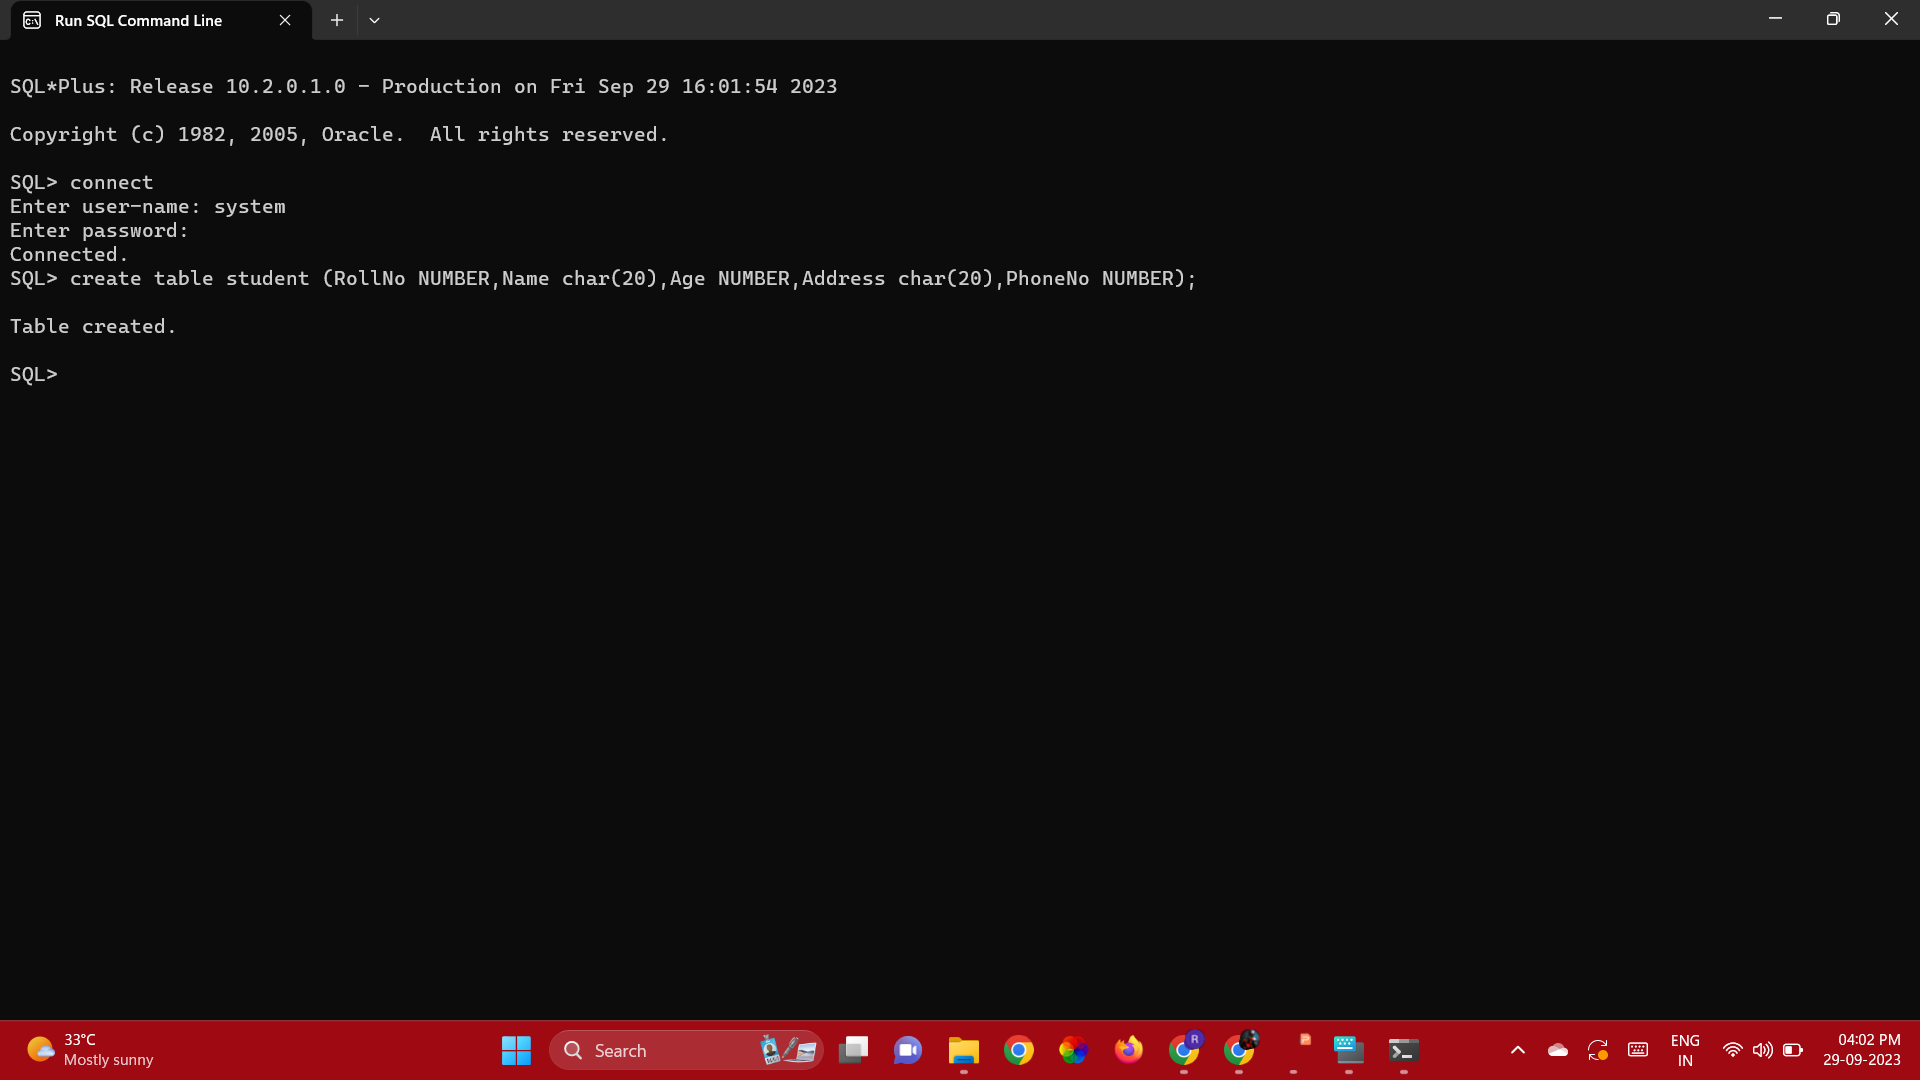 Run SQL Command Line
SQL*Plus: Release 10.2.0.1.0 - Production on Fri Sep 29 16:01:54 2023
Copyright (c) 1982, 2005, Oracle.  All rights reserved.
SQL> connect
Enter user-name: system
Enter password:
Connected.
SQL> create table student (RollNo NUMBER,Name char(20),Age NUMBER,Address char(20),PhoneNo NUMBER);
Table created.
SQL>
33°C
Mostly sunny
Search
R
ENG
IN
04:02 PM
29-09-2023